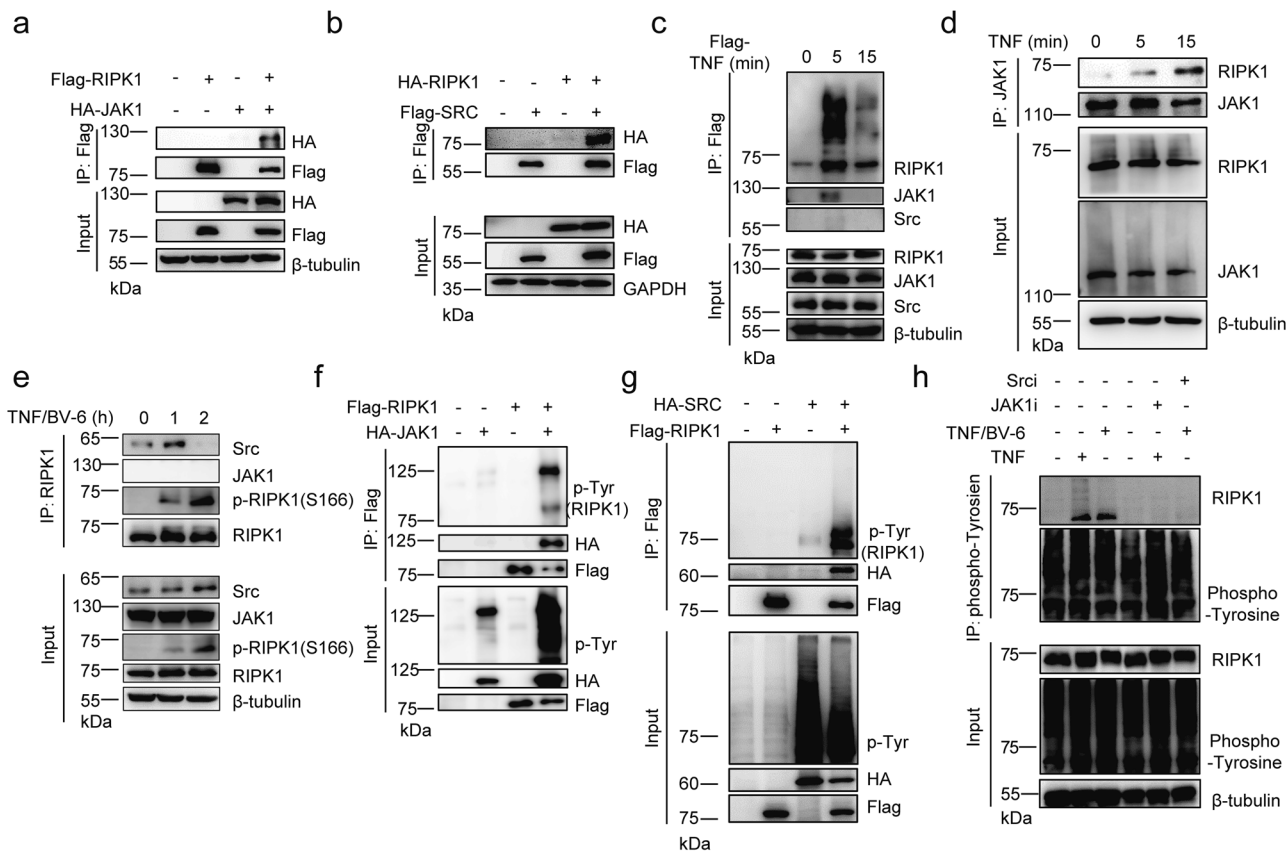 a
Flag-RIPK1 - + - +
HA-JAK1 - - + +
IP: Flag
130
HA
75
Flag
Input
130
HA
75
Flag
55
β-tubulin
kDa
b
HA-RIPK1 - - + +
Flag-SRC - + - +
IP: Flag
75
HA
55
Flag
Input
75
HA
55
Flag
35
GAPDH
kDa
c
Flag-
TNF (min) 0 5 15
IP: Flag
75
RIPK1
130
JAK1
55
Src
Input
75
RIPK1
130
JAK1
55
Src
55
β-tubulin
kDa
d
TNF (min) 0 5 15
IP: JAK1
75
RIPK1
110
JAK1
Input
75
RIPK1
JAK1
110
55
β-tubulin
kDa
e
TNF/BV-6 (h) 0 1 2
IP: RIPK1
65
Src
130
JAK1
75
p-RIPK1(S166)
75
RIPK1
Input
65
Src
130
JAK1
75
p-RIPK1(S166)
75
RIPK1
55
β-tubulin
kDa
f
Flag-RIPK1 - - + +
HA-JAK1 - + - +
IP: Flag
125
p-Tyr
(RIPK1)
75
125
HA
75
Flag
Input
125
p-Tyr
125
HA
75
Flag
kDa
g
HA-SRC - - + +
Flag-RIPK1 - + - +
IP: Flag
75
p-Tyr
(RIPK1)
60
HA
75
Flag
Input
75
p-Tyr
60
HA
75
Flag
kDa
h
Srci - - - - - +
JAK1i - - - - + -
TNF/BV-6 - - + - - +
TNF - + - - + -
IP: phospho-Tyrosien
75
RIPK1
75
Phospho
-Tyrosine
Input
75
RIPK1
75
Phospho
-Tyrosine
55
β-tubulin
kDa